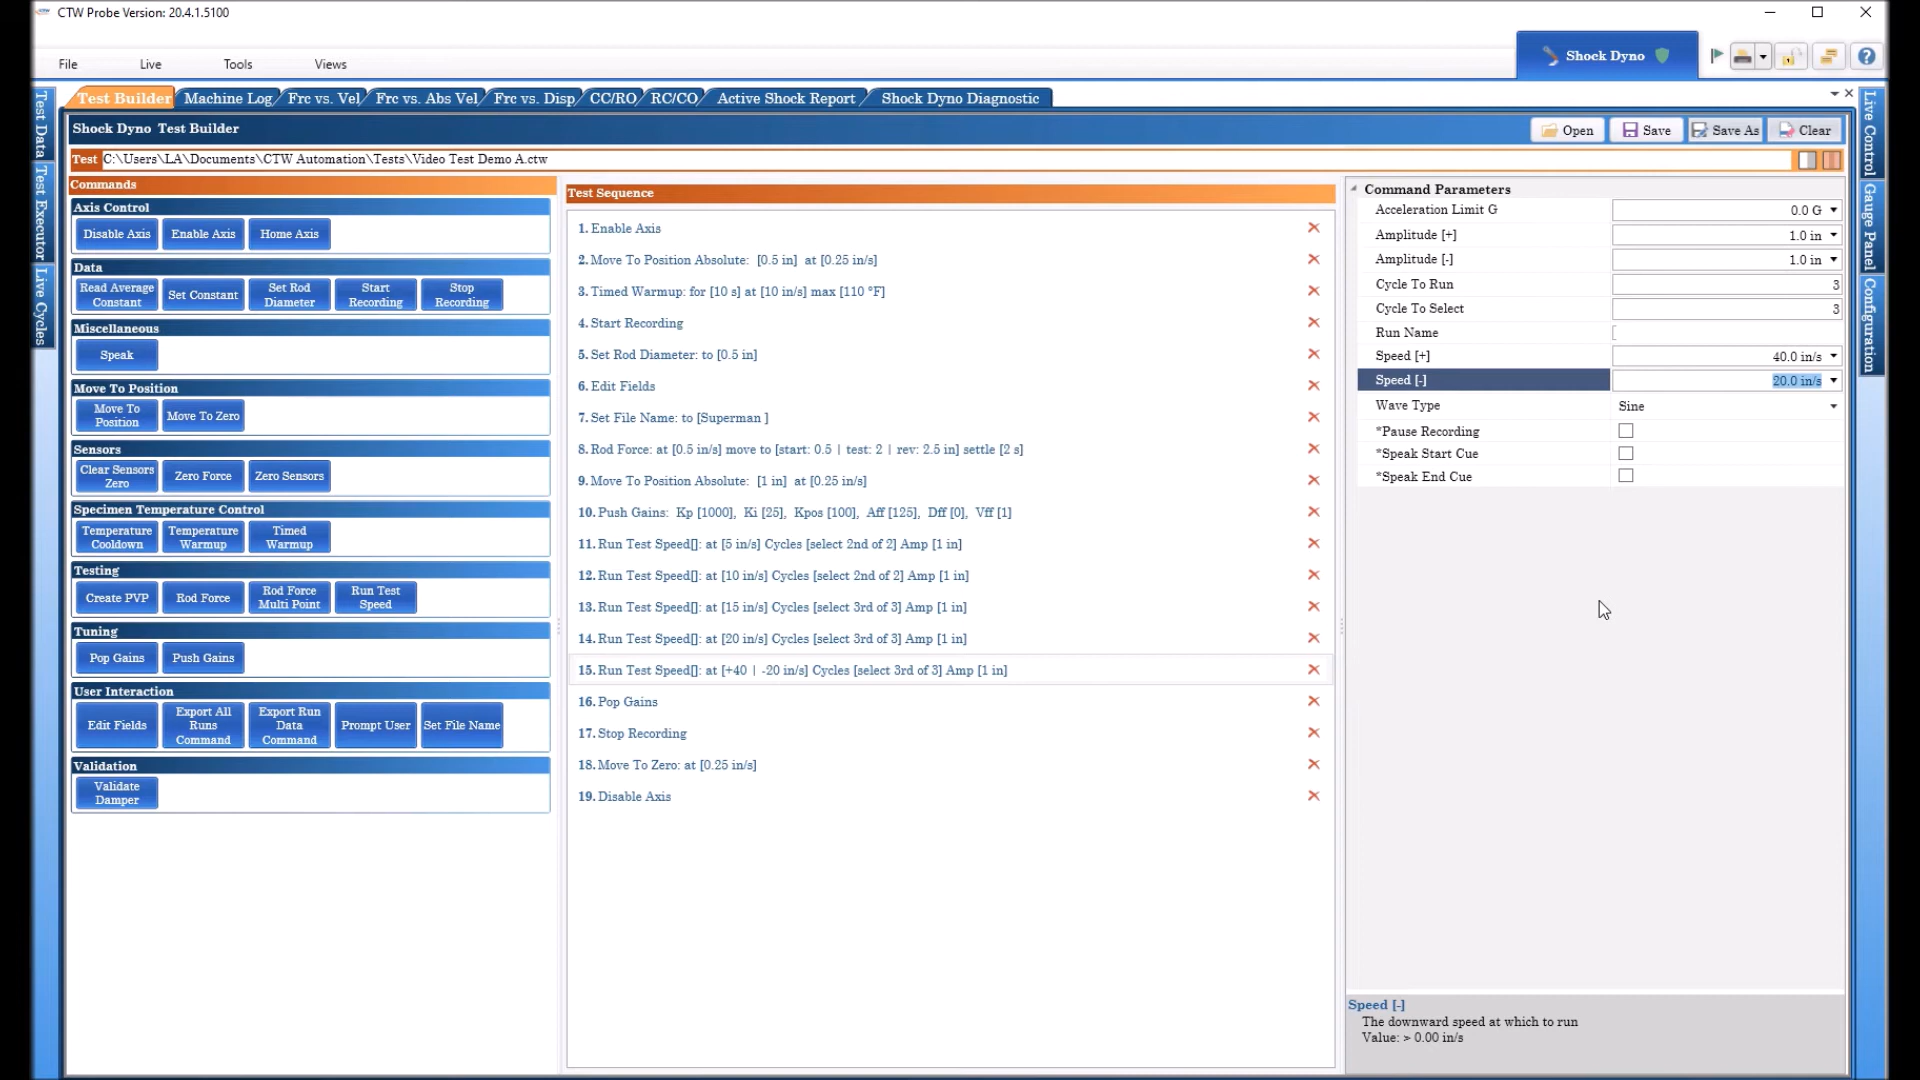 CTW Probe Version: 20.4.1.5100
File Live Tools Views
Shock Dyno
Test Builder Machine Log Frc vs. Vel Frc vs. Abs Vel Frc vs. Disp CC/RO RC/CO Active Shock Report Shock Dyno Diagnostic
Test Data
Test Executor
Live Cycles
Live Control
Gauge Panel
Configuration
Shock Dyno Test Builder
Open Save Save As Clear
Test C:\Users\LA\Documents\CTW Automation\Tests\Video Test Demo A.ctw
Commands
Axis Control
Disable Axis Enable Axis Home Axis
Data
Read Average Constant Set Constant Set Rod Diameter Start Recording Stop Recording
Miscellaneous
Speak
Move To Position
Move To Position Move To Zero
Sensors
Clear Sensors Zero Zero Force Zero Sensors
Specimen Temperature Control
Temperature Cooldown Temperature Warmup Timed Warmup
Testing
Create PVP Rod Force Rod Force Multi Point Run Test Speed
Tuning
Pop Gains Push Gains
User Interaction
Edit Fields Export All Runs Command Export Run Data Command Prompt User Set File Name
Validation
Validate Damper
Test Sequence
1. Enable Axis
2. Move To Position Absolute: [0.5 in] at [0.25 in/s]
3. Timed Warmup: for [10 s] at [10 in/s] max [110 °F]
4. Start Recording
5. Set Rod Diameter: to [0.5 in]
6. Edit Fields
7. Set File Name: to [Superman ]
8. Rod Force: at [0.5 in/s] move to [start: 0.5 | test: 2 | rev: 2.5 in] settle [2 s]
9. Move To Position Absolute: [1 in] at [0.25 in/s]
10. Push Gains: Kp [1000], Ki [25], Kpos [100], Aff [125], Dff [0], Vff [1]
11. Run Test Speed[]: at [5 in/s] Cycles [select 2nd of 2] Amp [1 in]
12. Run Test Speed[]: at [10 in/s] Cycles [select 2nd of 2] Amp [1 in]
13. Run Test Speed[]: at [15 in/s] Cycles [select 3rd of 3] Amp [1 in]
14. Run Test Speed[]: at [20 in/s] Cycles [select 3rd of 3] Amp [1 in]
15. Run Test Speed[]: at [+40 | -20 in/s] Cycles [select 3rd of 3] Amp [1 in]
16. Pop Gains
17. Stop Recording
18. Move To Zero: at [0.25 in/s]
19. Disable Axis
Command Parameters
Acceleration Limit G 0.0 G
Amplitude [+] 1.0 in
Amplitude [-] 1.0 in
Cycle To Run 3
Cycle To Select 3
Run Name
Speed [+] 40.0 in/s
Speed [-] 20.0 in/s
Wave Type Sine
*Pause Recording
*Speak Start Cue
*Speak End Cue
Speed [-]
The downward speed at which to run
Value: > 0.00 in/s